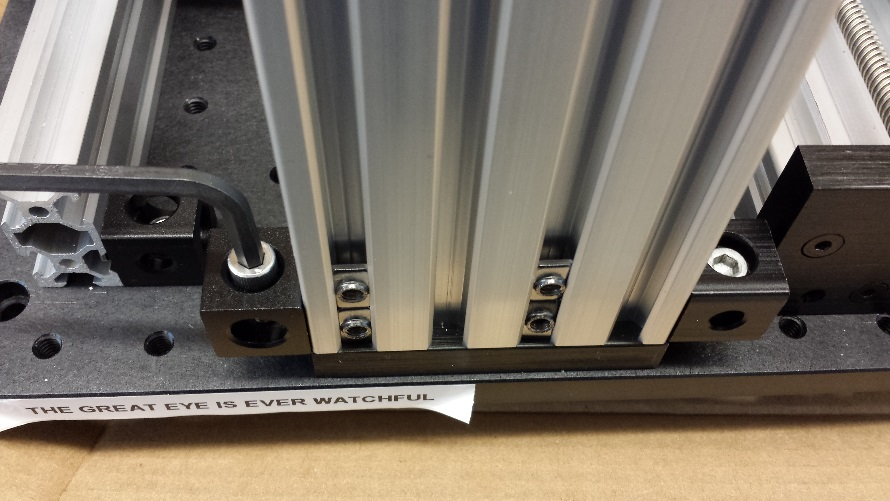 THE GREAT EYE IS EVER WATCHFUL